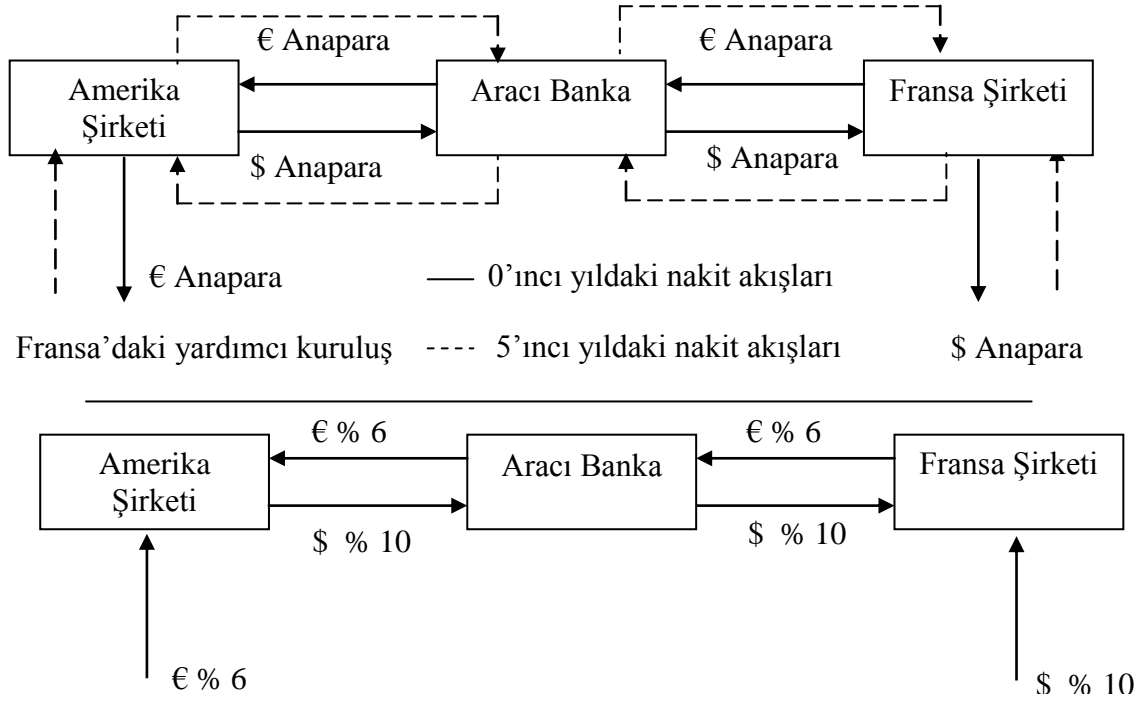 € Anapara
€ Anapara
Amerika
Şirketi
Aracı Banka
Fransa Şirketi
$ Anapara
$ Anapara
€ Anapara
0’ıncı yıldaki nakit akışları
Fransa’daki yardımcı kuruluş
5’ıncı yıldaki nakit akışları
$ Anapara
€ % 6
€ % 6
Amerika
Şirketi
Aracı Banka
Fransa Şirketi
$ % 10
$ % 10
€ % 6
$ % 10